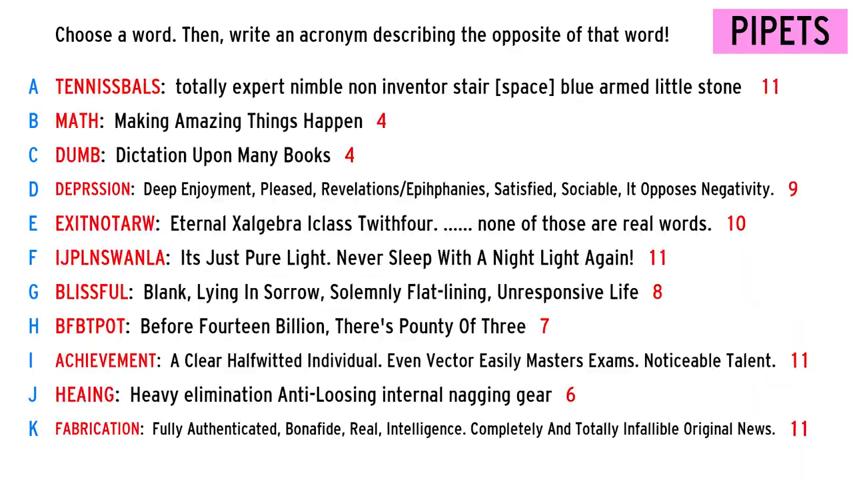 Choose a word. Then, write an acronym describing the opposite of that word!
PIPETS
A TENNISSBALS: totally expert nimble non inventor stair [space] blue armed little stone 11
B MATH: Making Amazing Things Happen 4
C DUMB: Dictation Upon Many Books 4
D DEPRSSION: Deep Enjoyment, Pleased, Revelations/Epihphanies, Satisfied, Sociable, It Opposes Negativity. 9
E EXITNOTARW: Eternal Xalgebra Iclass Twithfour. ...... none of those are real words. 10
F IJPLNSWANLA: Its Just Pure Light. Never Sleep With A Night Light Again! 11
G BLISSFUL: Blank, Lying In Sorrow, Solemnly Flat-lining, Unresponsive Life 8
H BFBTPOT: Before Fourteen Billion, There's Pounty Of Three 7
I ACHIEVEMENT: A Clear Halfwitted Individual. Even Vector Easily Masters Exams. Noticeable Talent. 11
J HEAING: Heavy elimination Anti-Loosing internal nagging gear 6
K FABRICATION: Fully Authenticated, Bonafide, Real, Intelligence. Completely And Totally Infallible Original News. 11